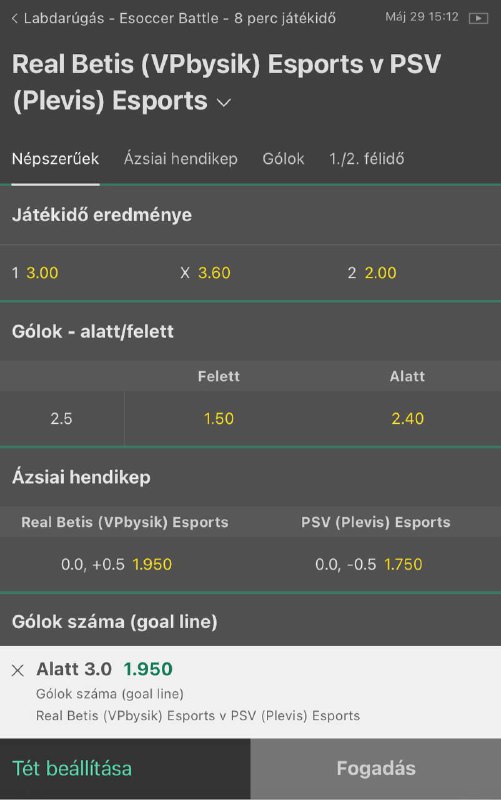 Labdarúgás - Esoccer Battle - 8 perc játékidő Máj 29 15:12
Real Betis (VPbysik) Esports v PSV
(Plevis) Esports
Népszerűek Ázsiai hendikep Gólok 1./2. félidő
Játékidő eredménye
1 3.00 X 3.60 2 2.00
Gólok - alatt/felett
Felett Alatt
2.5 1.50 2.40
Ázsiai hendikep
Real Betis (VPbysik) Esports PSV (Plevis) Esports
0.0, +0.5 1.950 0.0, -0.5 1.750
Gólok száma (goal line)
Alatt 3.0 1.950
Gólok száma (goal line)
Real Betis (VPbysik) Esports v PSV (Plevis) Esports
Tét beállítása Fogadás